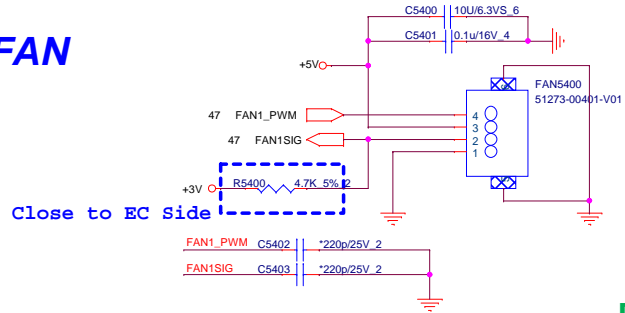 FAN
C5400 10U/6.3VS_6
C5401 0.1u/16V_4
+5V
FAN5400
51273-00401-V01
47 FAN1_PWM
4
3
47 FAN1SIG
2
1
+3V R5400 4.7K_5%_2
Close to EC Side
FAN1_PWM C5402 *220p/25V_2
FAN1SIG C5403 *220p/25V_2